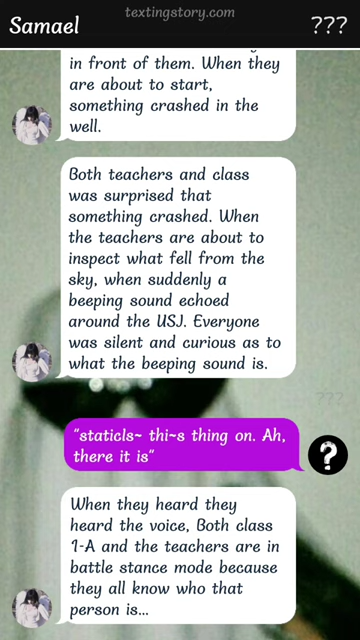 textingstory.com
Samael
???
in front of them. When they
are about to start,
something crashed in the
well.
Both teachers and class
was surprised that
something crashed. When
the teachers are about to
inspect what fell from the
sky, when suddenly a
beeping sound echoed
around the USJ. Everyone
was silent and curious as to
what the beeping sound is.
???
"staticls~ thi~s thing on. Ah,
there it is"
?
When they heard they
heard the voice, Both class
1-A and the teachers are in
battle stance mode because
they all know who that
person is...